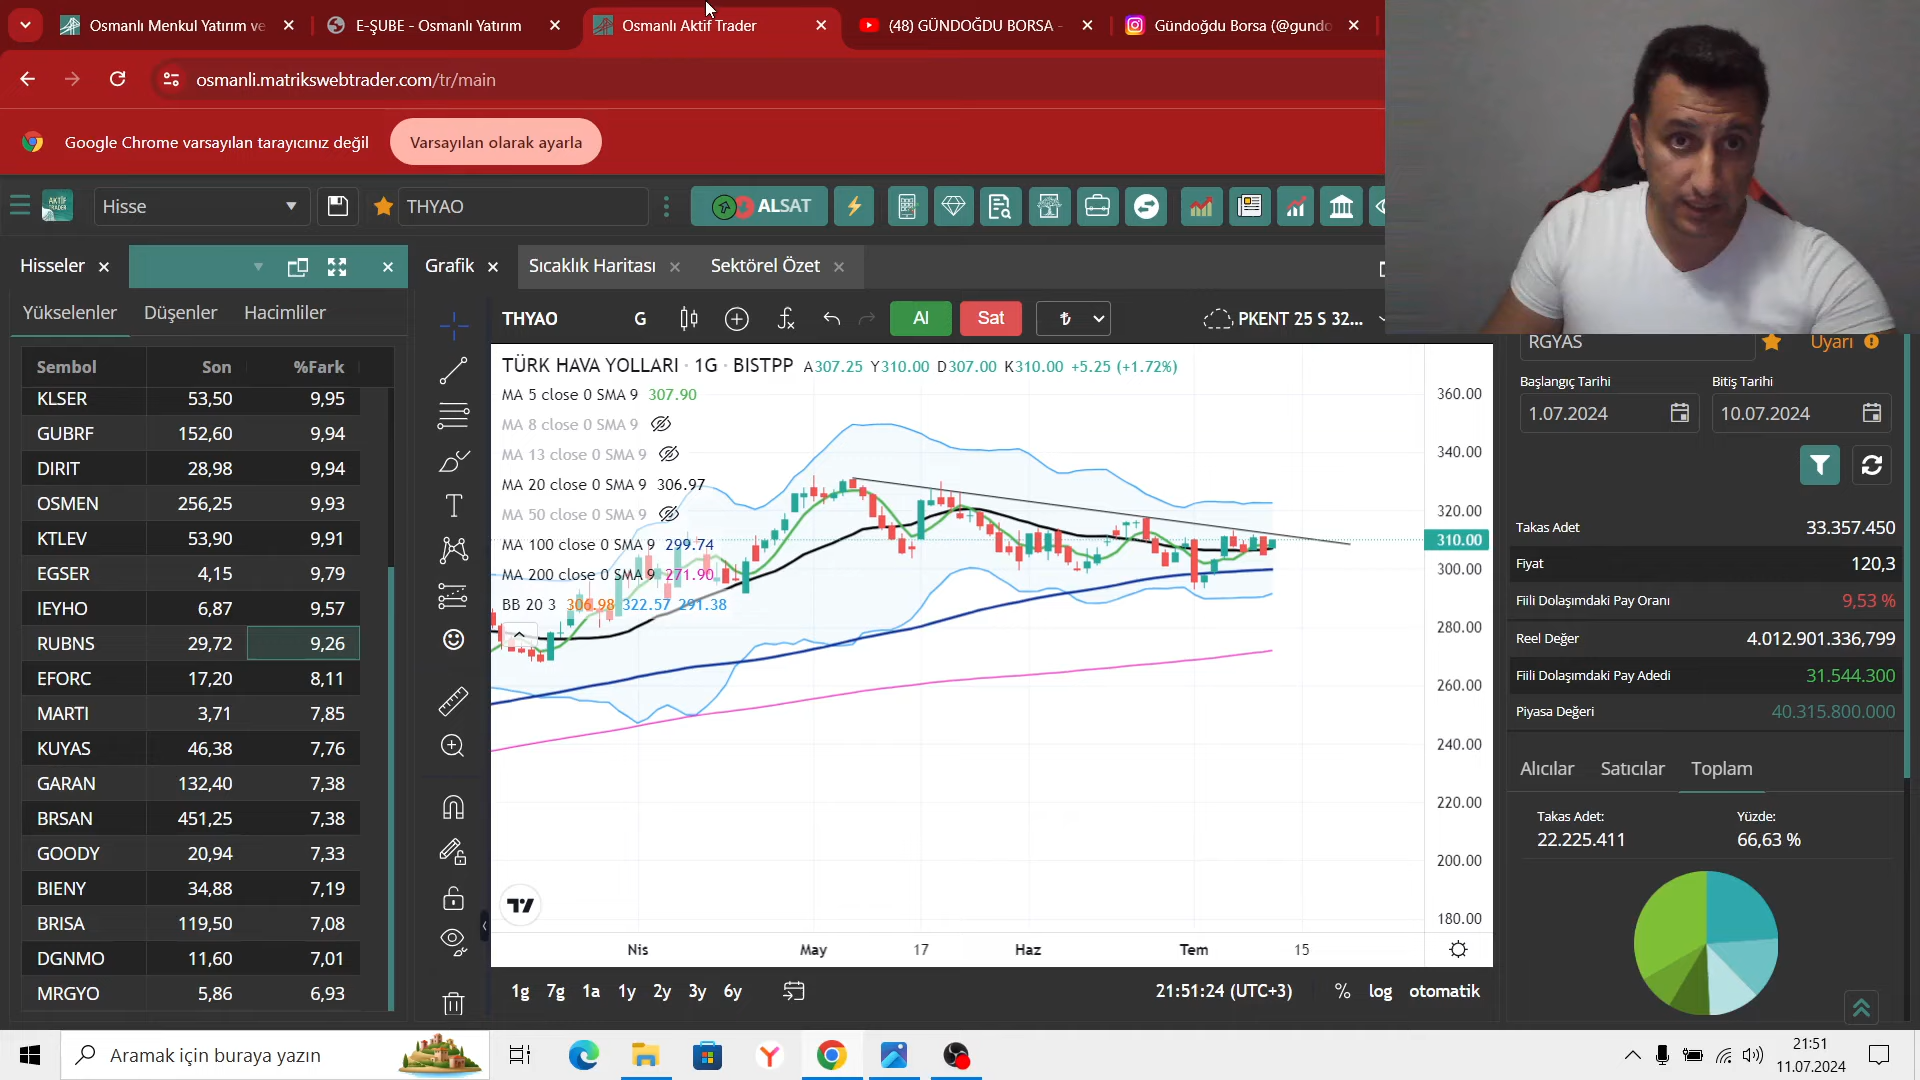 Osmanlı Menkul Yatırım ve
E-ŞUBE - Osmanlı Yatırım
Osmanlı Aktif Trader
(48) GÜNDOĞDU BORSA -
Gündoğdu Borsa (@gundo
osmanli.matrikswebtrader.com/tr/main
Google Chrome varsayılan tarayıcınız değil
Varsayılan olarak ayarla
AKTİF TRADER
Hisse
THYAO
ALSAT
Hisseler
Grafik
Sıcaklık Haritası
Sektörel Özet
Yükselenler
Düşenler
Hacimliler
Sembol Son %Fark
KLSER 53,50 9,95
GUBRF 152,60 9,94
DIRIT 28,98 9,94
OSMEN 256,25 9,93
KTLEV 53,90 9,91
EGSER 4,15 9,79
IEYHO 6,87 9,57
RUBNS 29,72 9,26
EFORC 17,20 8,11
MARTI 3,71 7,85
KUYAS 46,38 7,76
GARAN 132,40 7,38
BRSAN 451,25 7,38
GOODY 20,94 7,33
BIENY 34,88 7,19
BRISA 119,50 7,08
DGNMO 11,60 7,01
MRGYO 5,86 6,93
THYAO G Al Sat ₺ PKENT 25 S 32...
TÜRK HAVA YOLLARI · 1G · BISTPP A307.25 Y310.00 D307.00 K310.00 +5.25 (+1.72%)
MA 5 close 0 SMA 9 307.90
MA 8 close 0 SMA 9
MA 13 close 0 SMA 9
MA 20 close 0 SMA 9 306.97
MA 50 close 0 SMA 9
MA 100 close 0 SMA 9 299.74
MA 200 close 0 SMA 9 271.90
BB 20 3 306.98 322.57 291.38
360.00
340.00
320.00
310.00
300.00
280.00
260.00
240.00
220.00
200.00
180.00
Nis May 17 Haz Tem 15
1g 7g 1a 1y 2y 3y 6y
21:51:24 (UTC+3) % log otomatik
RGYAS
Uyarı
Başlangıç Tarihi
Bitiş Tarihi
1.07.2024
10.07.2024
Takas Adet 33.357.450
Fiyat 120,3
Fiili Dolaşımdaki Pay Oranı 9,53 %
Reel Değer 4.012.901.336,799
Fiili Dolaşımdaki Pay Adedi 31.544.300
Piyasa Değeri 40.315.800.000
Alıcılar Satıcılar Toplam
Takas Adet: Yüzde:
22.225.411 66,63 %
Aramak için buraya yazın
21:51
11.07.2024